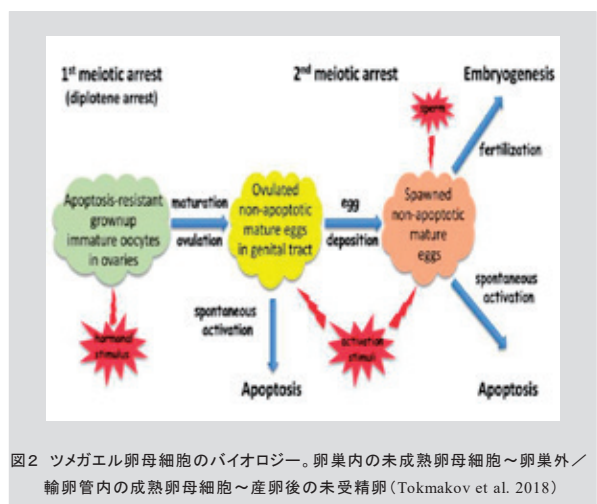 1st meiotic arrest
(diplotene arrest)
2nd meiotic arrest
Embryogenesis
sperm
fertilization
Apoptosis-resistant
grownup
immature oocytes
in ovaries
maturation
ovulation
Ovulated
non-apoptotic
mature eggs
in genital tract
egg
deposition
Spawned
non-apoptotic
mature
eggs
hormonal
stimulus
spontaneous
activation
activation
stimuli
spontaneous
activation
Apoptosis
Apoptosis
図2 ツメガエル卵母細胞のバイオロジー。卵巣内の未成熟卵母細胞~卵巣外/
輸卵管内の成熟卵母細胞~産卵後の未受精卵(Tokmakov et al. 2018)